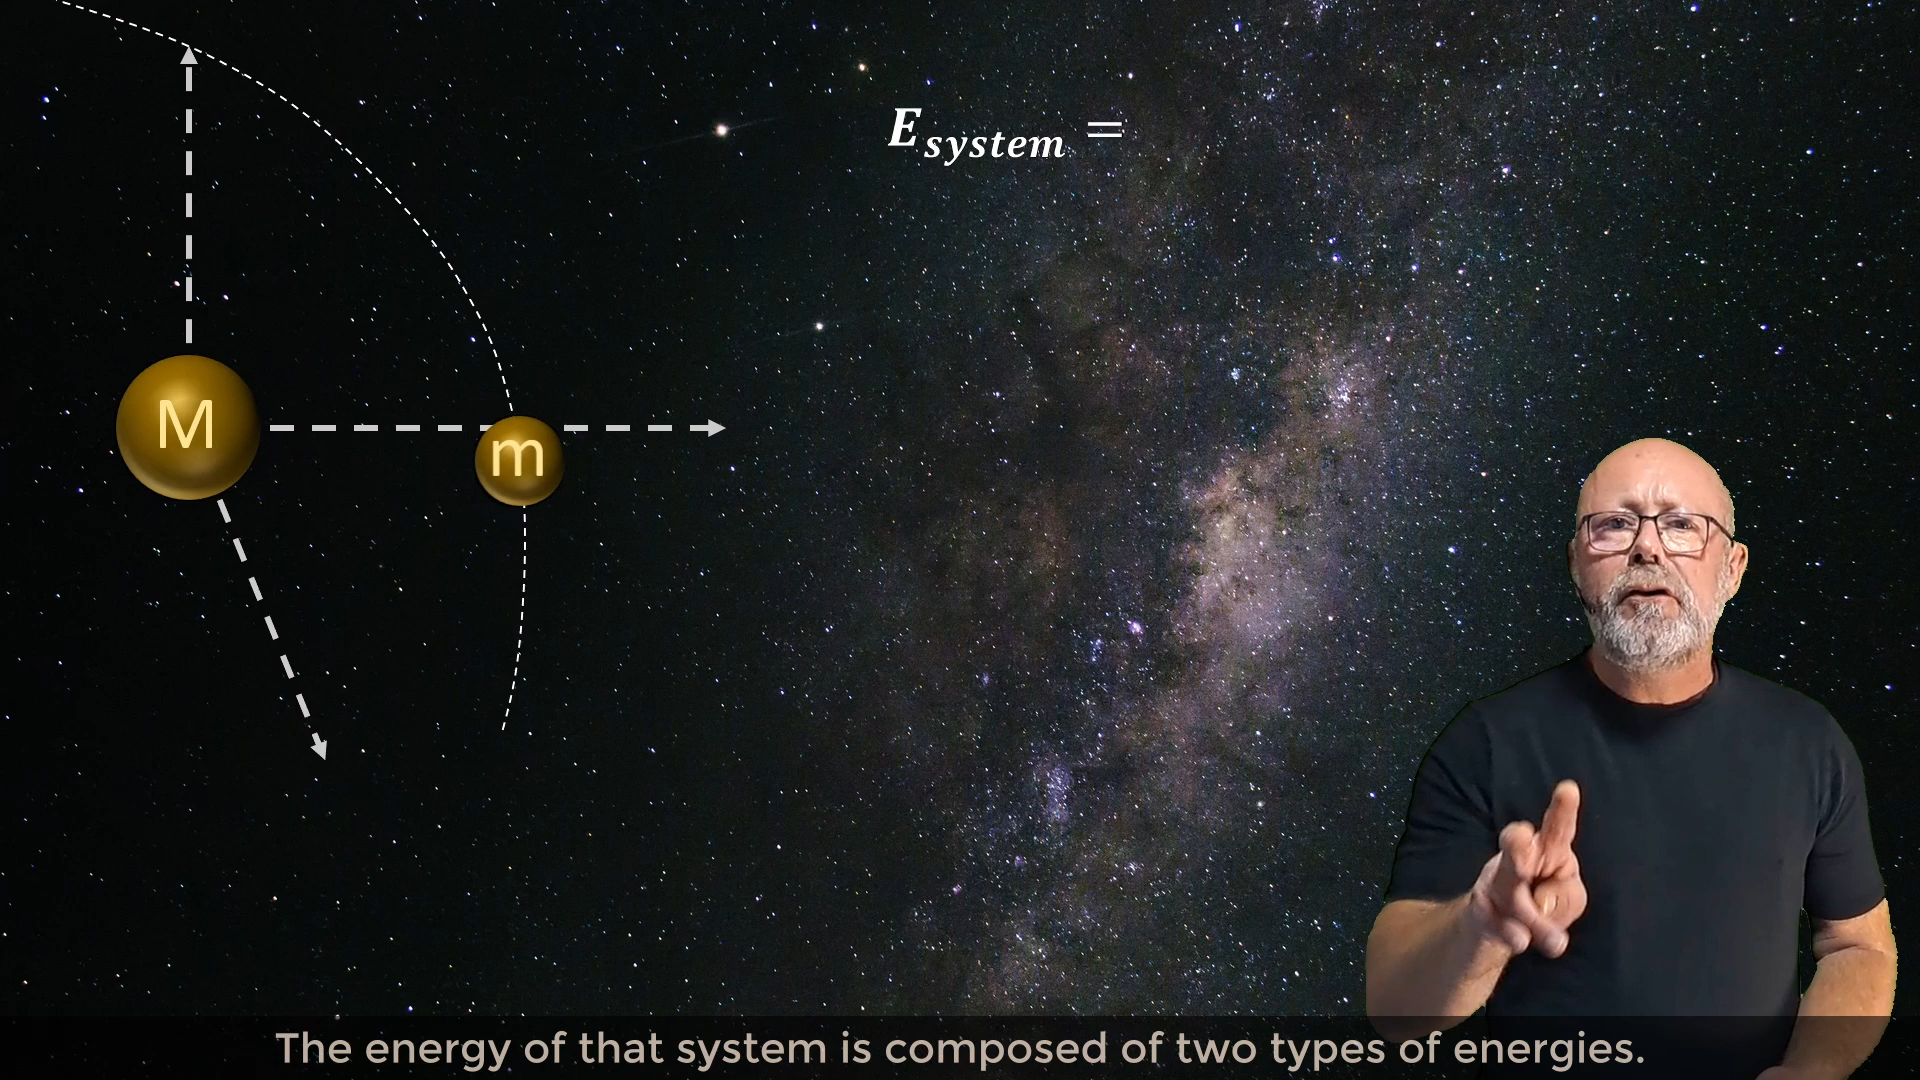 E_system =
M
m
The energy of that system is composed of two types of energies.